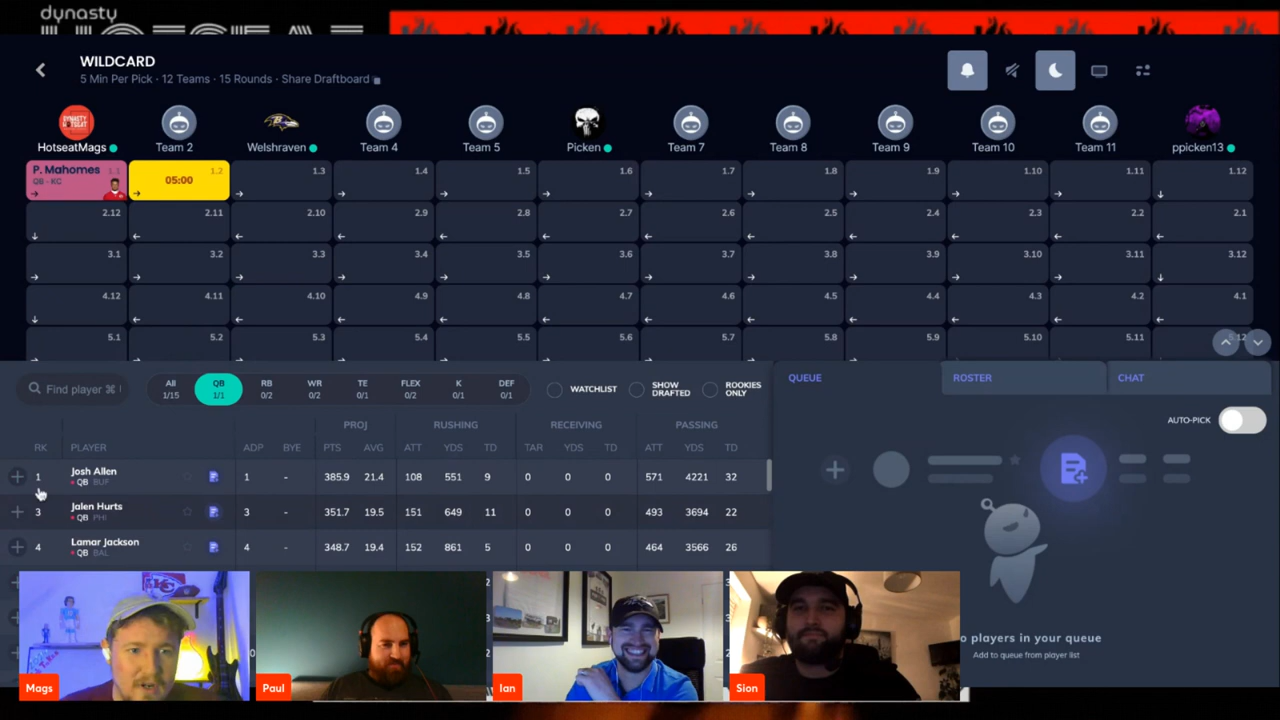 dynasty
WILDCARD
5 Min Per Pick · 12 Teams · 15 Rounds · Share Draftboard
HotseatMags
Team 2
Welshraven
Team 4
Team 5
Picken
Team 7
Team 8
Team 9
Team 10
Team 11
ppicken13
P. Mahomes 1.1
QB - KC
1.2
05:00
1.3 1.4 1.5 1.6 1.7 1.8 1.9 1.10 1.11 1.12
2.12 2.11 2.10 2.9 2.8 2.7 2.6 2.5 2.4 2.3 2.2 2.1
3.1 3.2 3.3 3.4 3.5 3.6 3.7 3.8 3.9 3.10 3.11 3.12
4.12 4.11 4.10 4.9 4.8 4.7 4.6 4.5 4.4 4.3 4.2 4.1
5.1 5.2 5.3 5.4 5.5 5.6 5.7 5.8 5.9 5.10 5.11 5.12
Find player ⌘
All QB RB WR TE FLEX K DEF
1/15 1/1 0/2 0/2 0/1 0/2 0/1 0/1
WATCHLIST
SHOW
DRAFTED
ROOKIES
ONLY
PROJ RUSHING RECEIVING PASSING
RK PLAYER ADP BYE PTS AVG ATT YDS TD TAR YDS TD ATT YDS TD
1 Josh Allen 1 - 385.9 21.4 108 551 9 0 0 0 571 4221 32
QB BUF
3 Jalen Hurts 3 - 351.7 19.5 151 649 11 0 0 0 493 3694 22
QB PHI
4 Lamar Jackson 4 - 348.7 19.4 152 861 5 0 0 0 464 3566 26
QB BAL
QUEUE
ROSTER
CHAT
AUTO-PICK
o players in your queue
Add to queue from player list
Mags
Paul
Ian
Sion